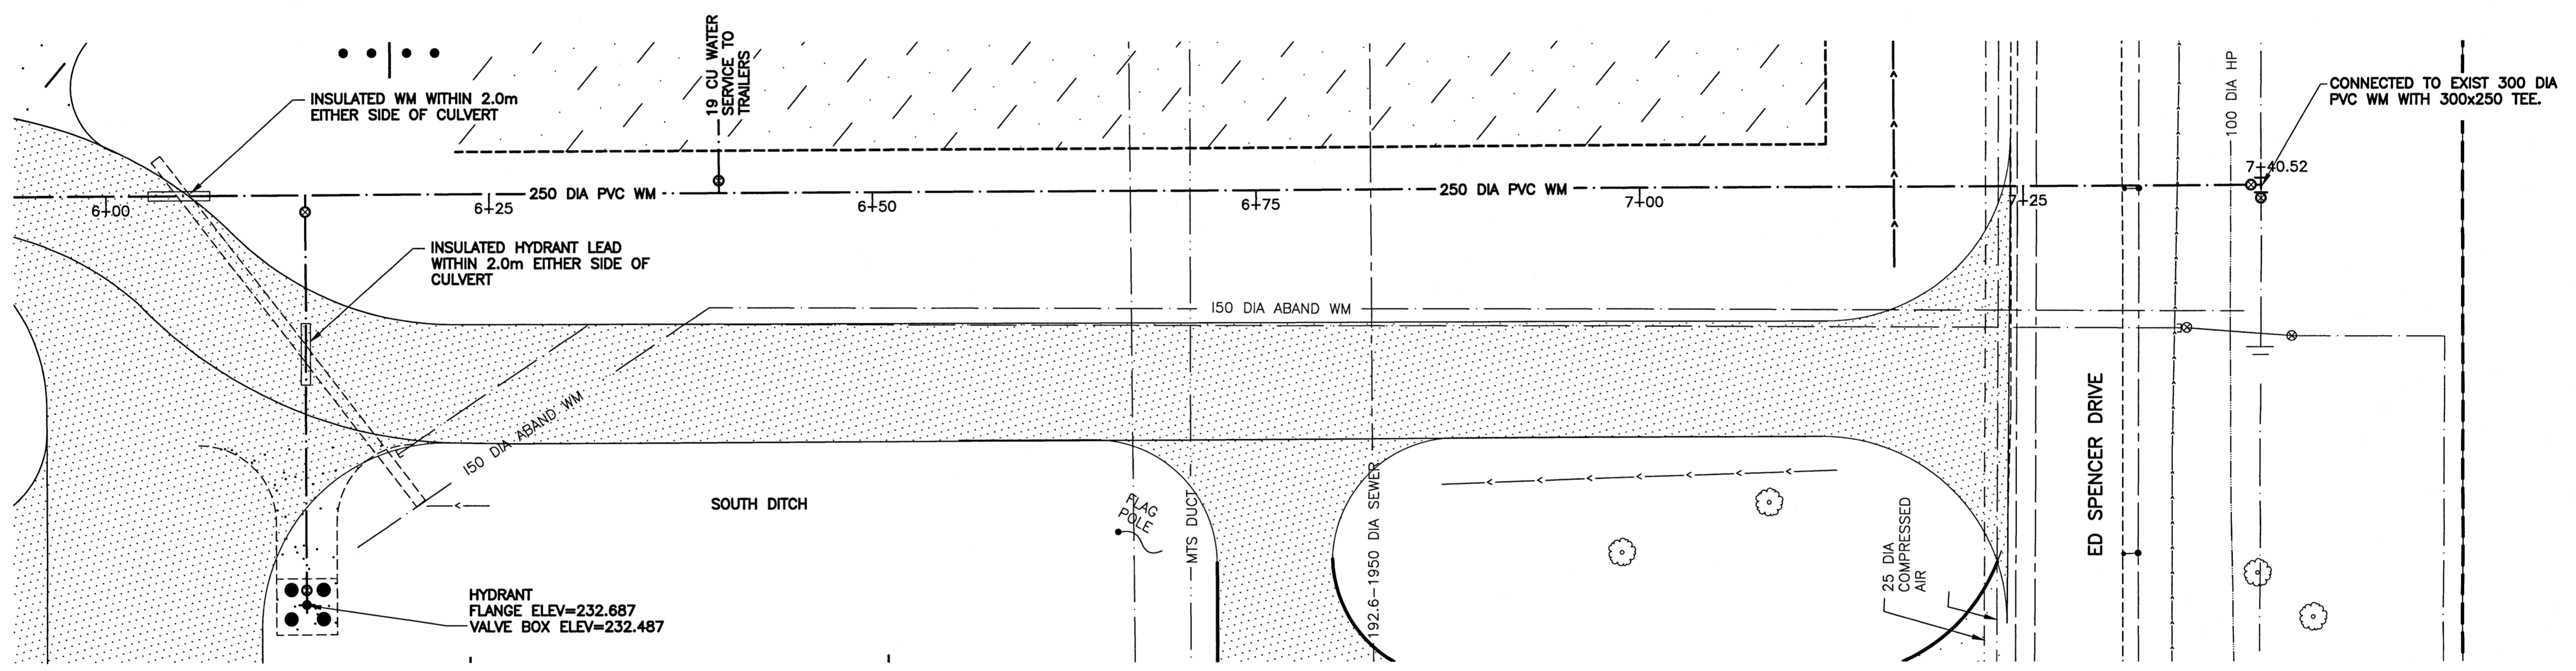 19 CU WATER
SERVICE TO
TRAILERS
INSULATED WM WITHIN 2.0m
EITHER SIDE OF CULVERT
100 DIA HP
CONNECTED TO EXIST 300 DIA
PVC WM WITH 300x250 TEE.
7+40.52
250 DIA PVC WM
250 DIA PVC WM
6+00
6+25
6+50
6+75
7+00
7+25
INSULATED HYDRANT LEAD
WITHIN 2.0m EITHER SIDE OF
CULVERT
150 DIA ABAND WM
150 DIA ABAND WM
ED SPENCER DRIVE
SOUTH DITCH
FLAG
POLE
MTS DUCT
192.6-1950 DIA SEWER
25 DIA
COMPRESSED
AIR
HYDRANT
FLANGE ELEV=232.687
VALVE BOX ELEV=232.487